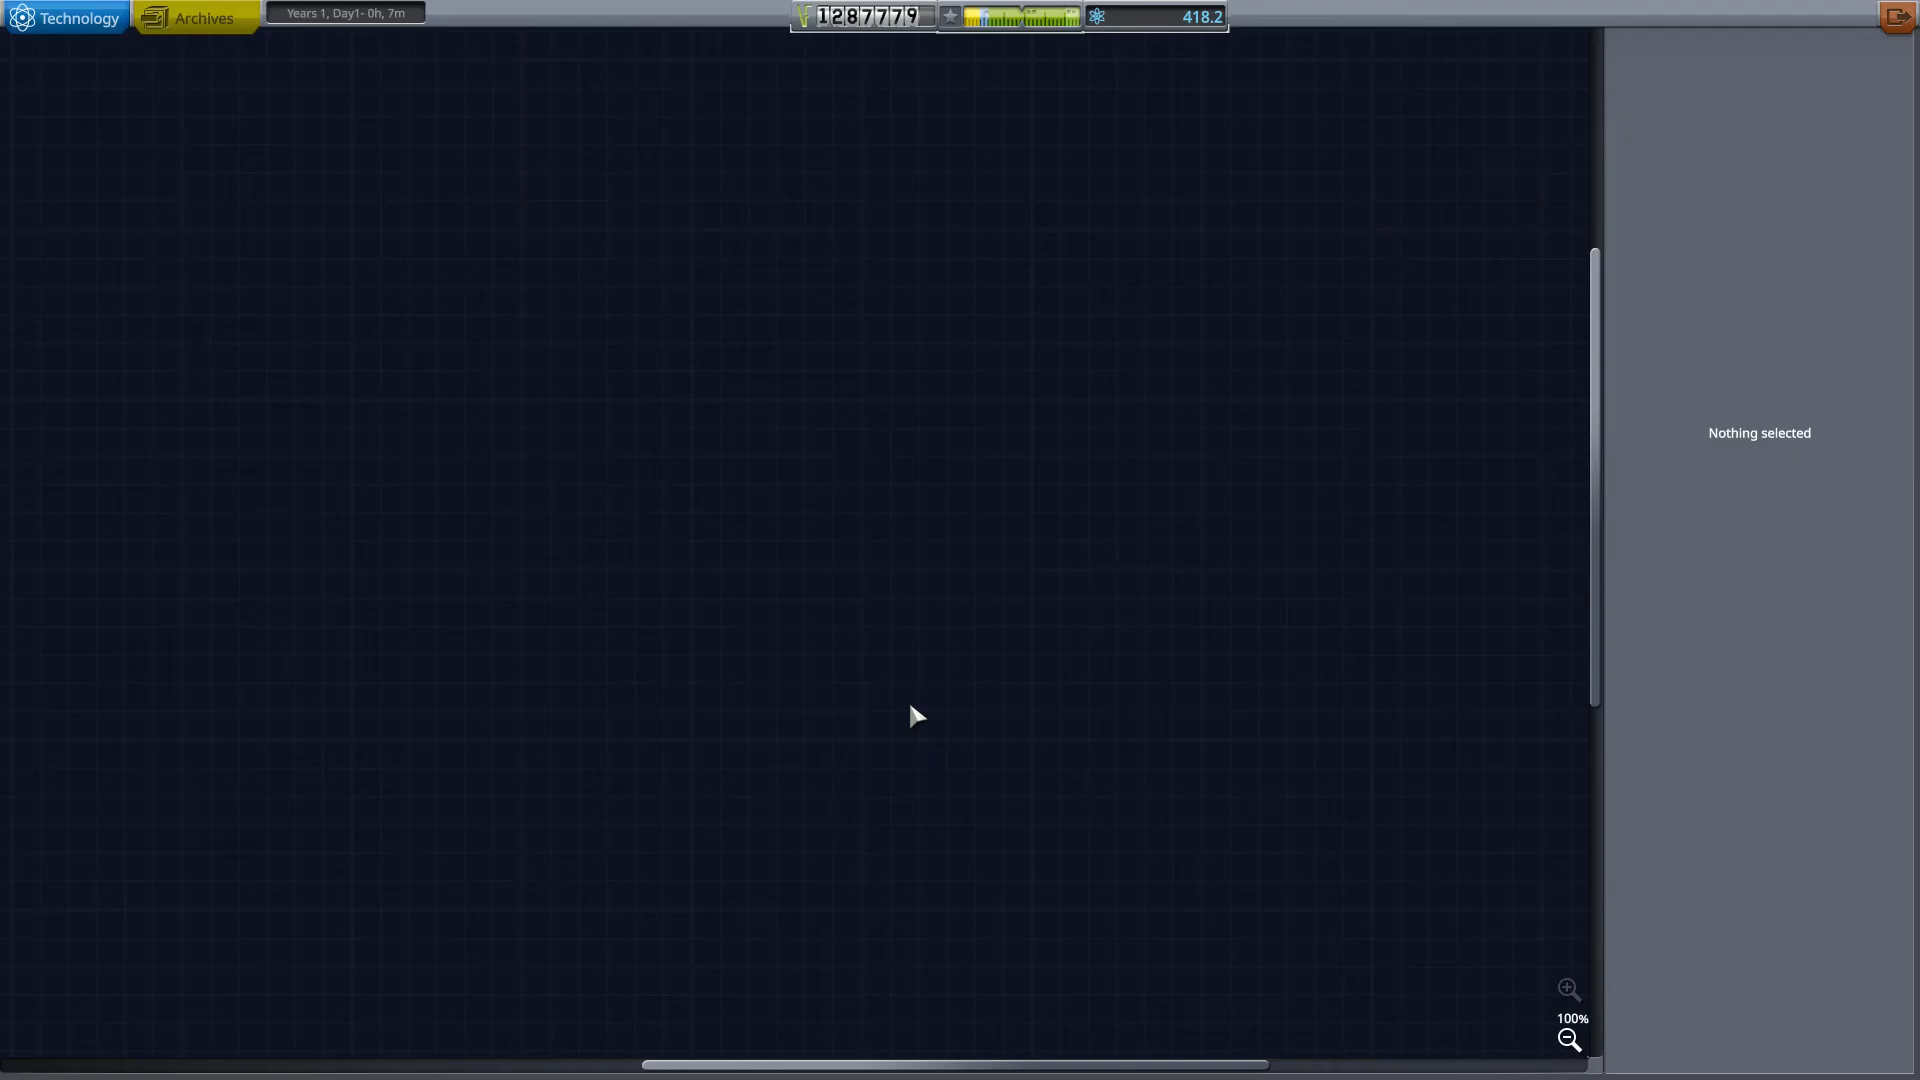 Technology
Archives
Years 1, Day1- 0h, 7m
1287779
418.2
Nothing selected
100%